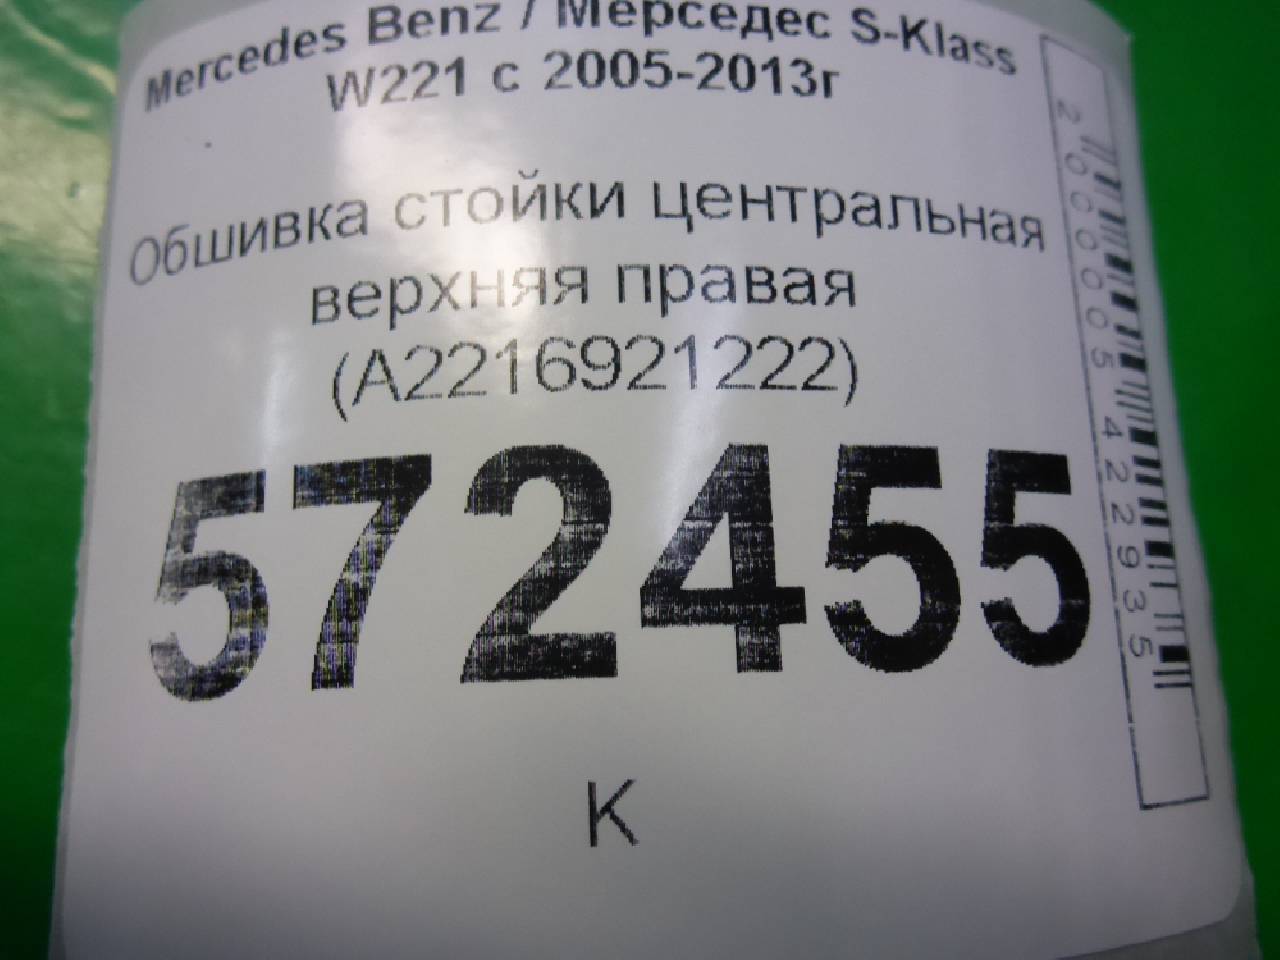 Mercedes Benz / Мерседес S-Klass
W221 с 2005-2013г
Обшивка стойки центральная
верхняя правая
(A2216921222)
572455
К
2000005422935